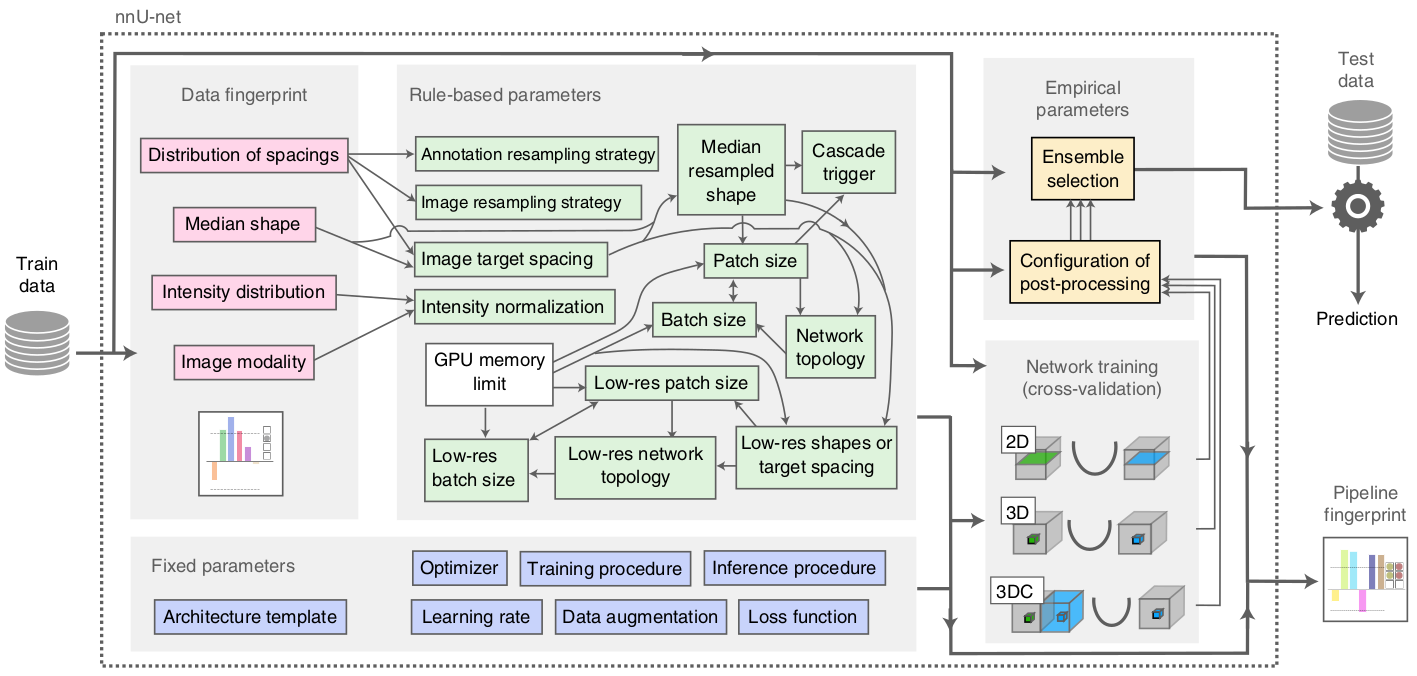 nnU-net
Train
data
Data fingerprint
Distribution of spacings
Median shape
Intensity distribution
Image modality
Rule-based parameters
Annotation resampling strategy
Image resampling strategy
Image target spacing
Intensity normalization
Median
resampled
shape
Cascade
trigger
Patch size
Batch size
Network
topology
GPU memory
limit
Low-res patch size
Low-res
batch size
Low-res network
topology
Low-res shapes or
target spacing
Fixed parameters
Architecture template
Optimizer
Training procedure
Inference procedure
Learning rate
Data augmentation
Loss function
Empirical
parameters
Ensemble
selection
Configuration of
post-processing
Network training
(cross-validation)
2D
3D
3DC
Test
data
Prediction
Pipeline
fingerprint